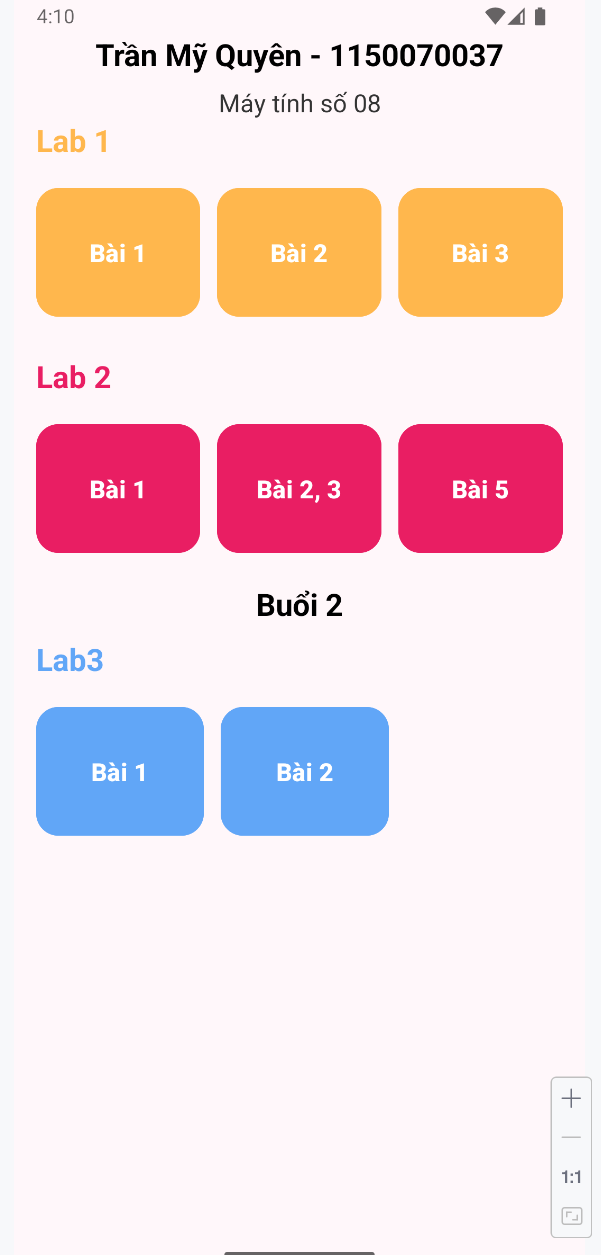 4:10
Trần Mỹ Quyên - 1150070037
Máy tính số 08
Lab 1
Bài 1 Bài 2 Bài 3
Lab 2
Bài 1 Bài 2, 3 Bài 5
Buổi 2
Lab3
Bài 1 Bài 2
1:1